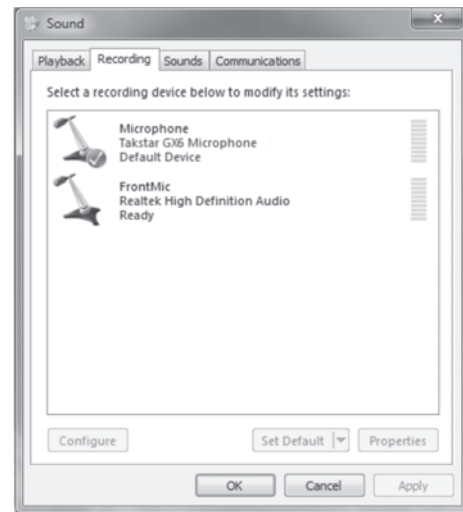 Sound
Playback Recording Sounds Communications
Select a recording device below to modify its settings:
Microphone
Takstar GX6 Microphone
Default Device
FrontMic
Realtek High Definition Audio
Ready
Configure Set Default Properties
OK Cancel Apply